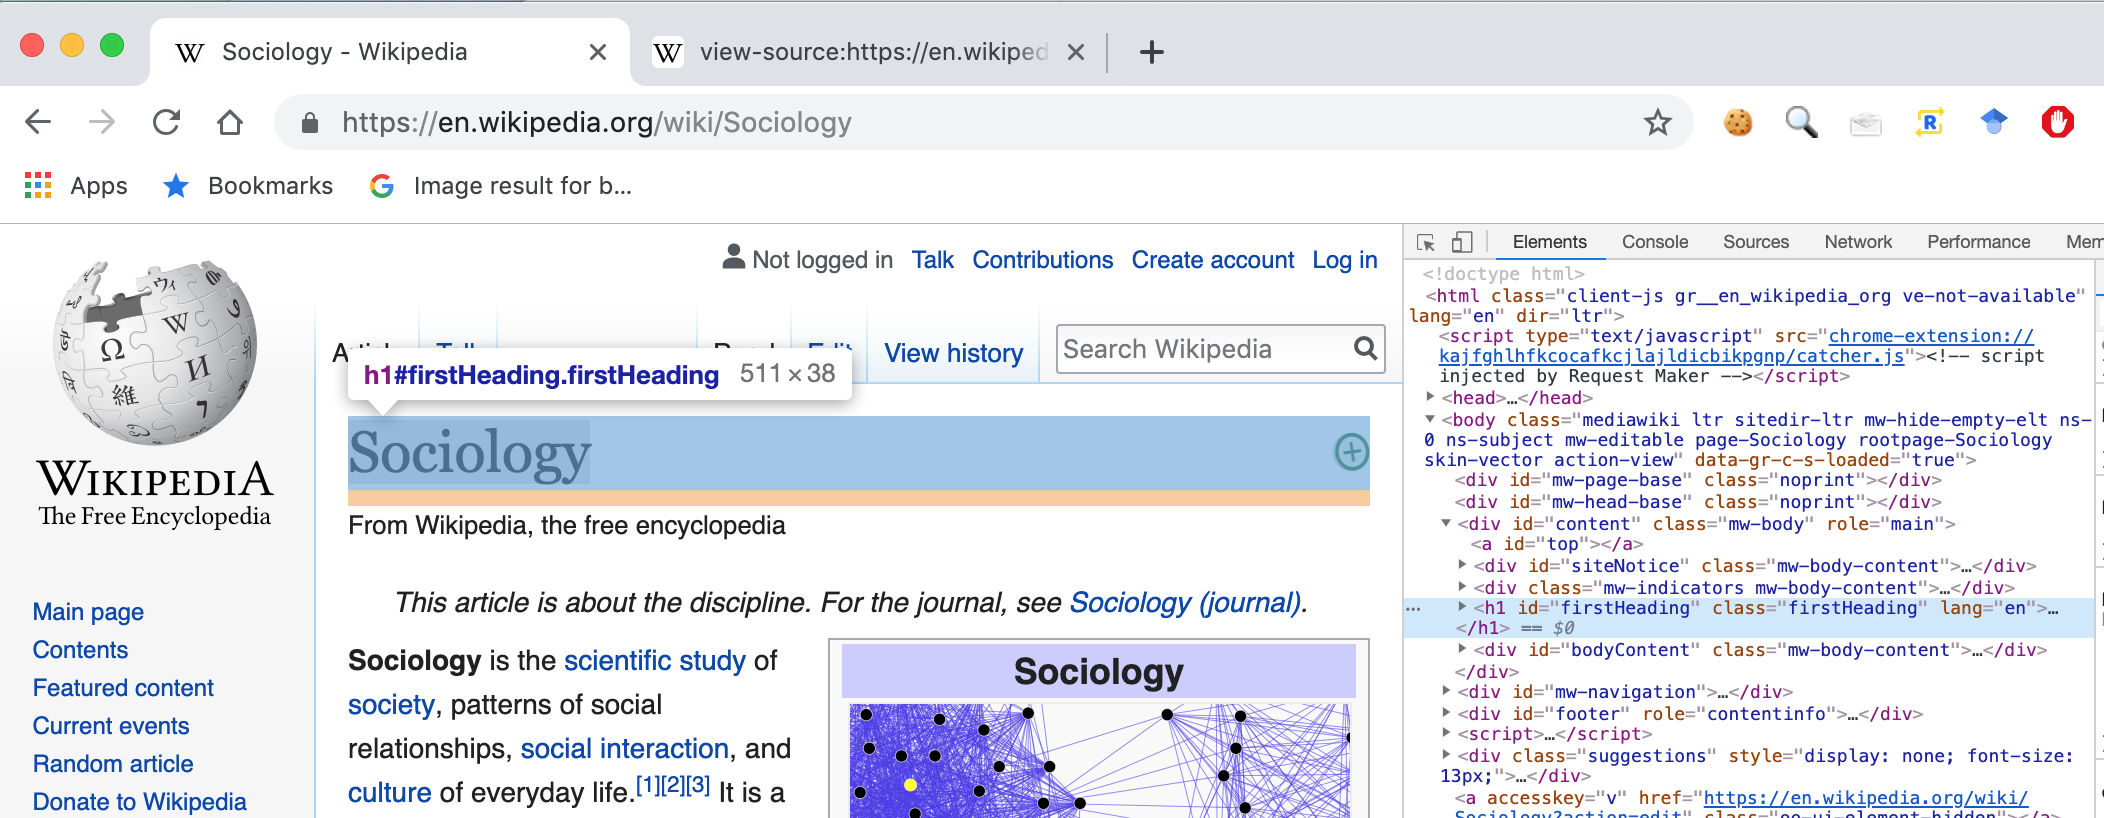 Sociology - Wikipedia
view-source:https://en.wikiped
https://en.wikipedia.org/wiki/Sociology
Apps Bookmarks Image result for b...
WIKIPEDIA
The Free Encyclopedia
Main page
Contents
Featured content
Current events
Random article
Donate to Wikipedia
Not logged in Talk Contributions Create account Log in
Article Talk Read Edit View history Search Wikipedia
h1#firstHeading.firstHeading 511 × 38
Sociology
From Wikipedia, the free encyclopedia
This article is about the discipline. For the journal, see Sociology (journal).
Sociology is the scientific study of
society, patterns of social
relationships, social interaction, and
culture of everyday life.[1][2][3] It is a
Sociology
Elements Console Sources Network Performance Mem
<!doctype html>
<html class="client-js gr__en_wikipedia_org ve-not-available"
lang="en" dir="ltr">
<script type="text/javascript" src="chrome-extension://
kajfghlhfkcocafkcjlajldicbikpgnp/catcher.js"><!-- script
injected by Request Maker --></script>
<head>…</head>
<body class="mediawiki ltr sitedir-ltr mw-hide-empty-elt ns-
0 ns-subject mw-editable page-Sociology rootpage-Sociology
skin-vector action-view" data-gr-c-s-loaded="true">
<div id="mw-page-base" class="noprint"></div>
<div id="mw-head-base" class="noprint"></div>
<div id="content" class="mw-body" role="main">
<a id="top"></a>
<div id="siteNotice" class="mw-body-content">…</div>
<div class="mw-indicators mw-body-content">…</div>
<h1 id="firstHeading" class="firstHeading" lang="en">…
</h1> == $0
<div id="bodyContent" class="mw-body-content">…</div>
</div>
<div id="mw-navigation">…</div>
<div id="footer" role="contentinfo">…</div>
<script>…</script>
<div class="suggestions" style="display: none; font-size:
13px;">…</div>
<a accesskey="v" href="https://en.wikipedia.org/wiki/
Sociology?action=edit" class="oo-ui-element-hidden"></a>